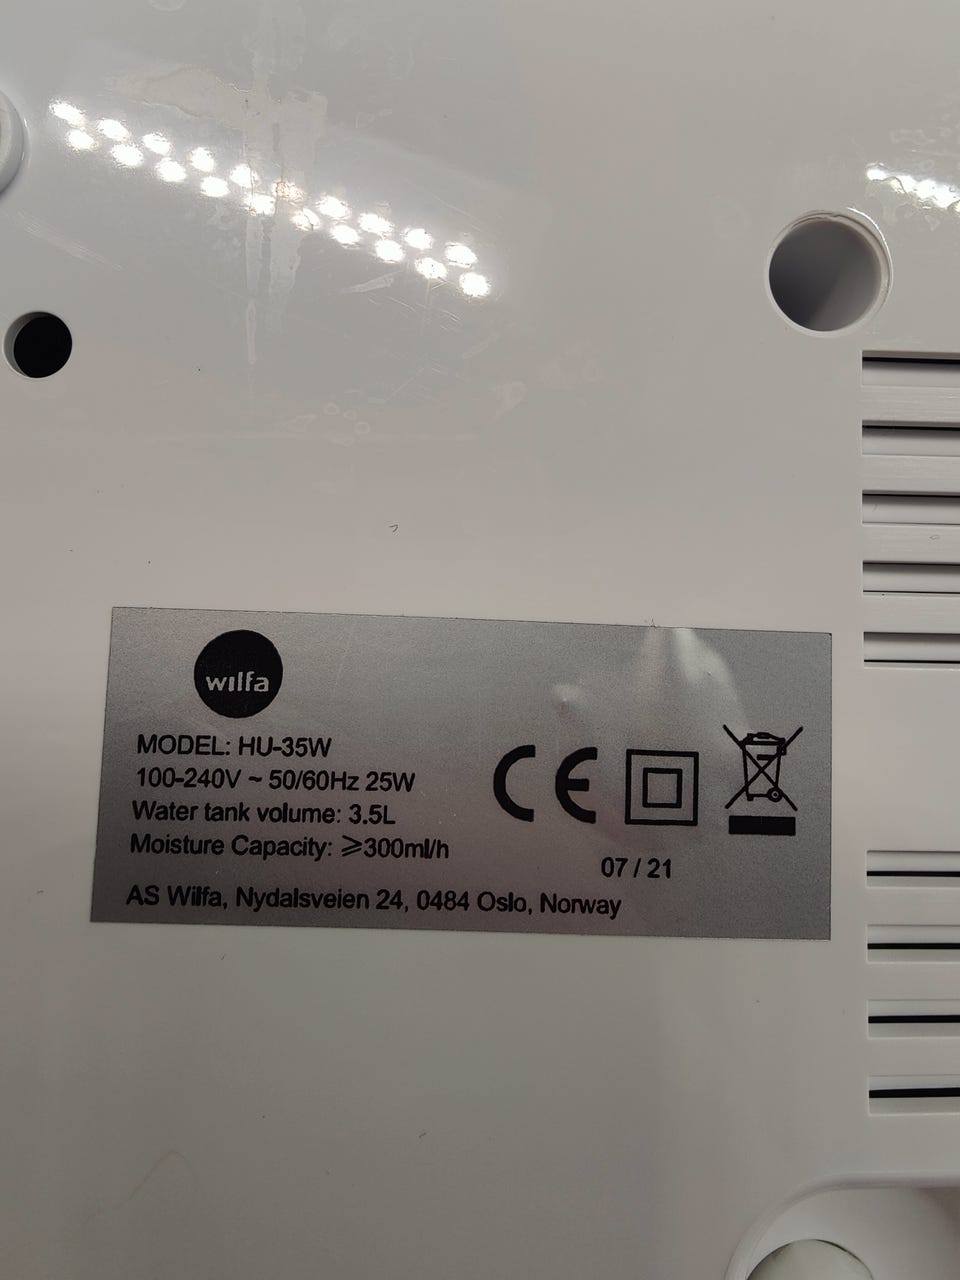 wilfa
MODEL: HU-35W
100-240V ~ 50/60Hz 25W
Water tank volume: 3.5L
Moisture Capacity: ⩾300ml/h
CE
07 / 21
AS Wilfa, Nydalsveien 24, 0484 Oslo, Norway